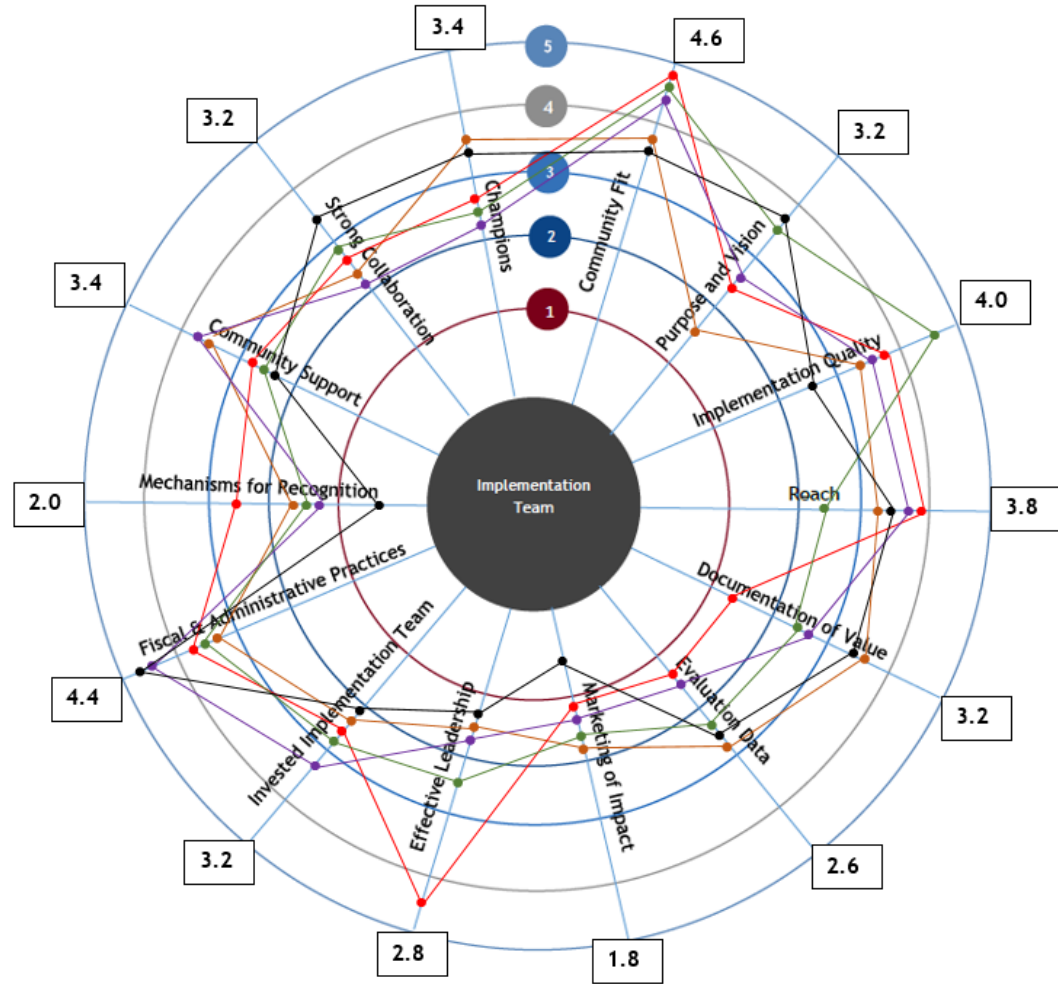 3.4
5
4.6
4
3.2
3.2
3
Champions
Community Fit
2
Strong Collaboration
Purpose and Vision
3.4
4.0
1
Community Support
Implementation Quality
Implementation
Team
Mechanisms for Recognition
Reach
2.0
3.8
Fiscal & Administrative Practices
Documentation of Value
4.4
3.2
Invested Implementation Team
Effective Leadership
Marketing of Impact
Evaluation Data
3.2
2.6
2.8
1.8